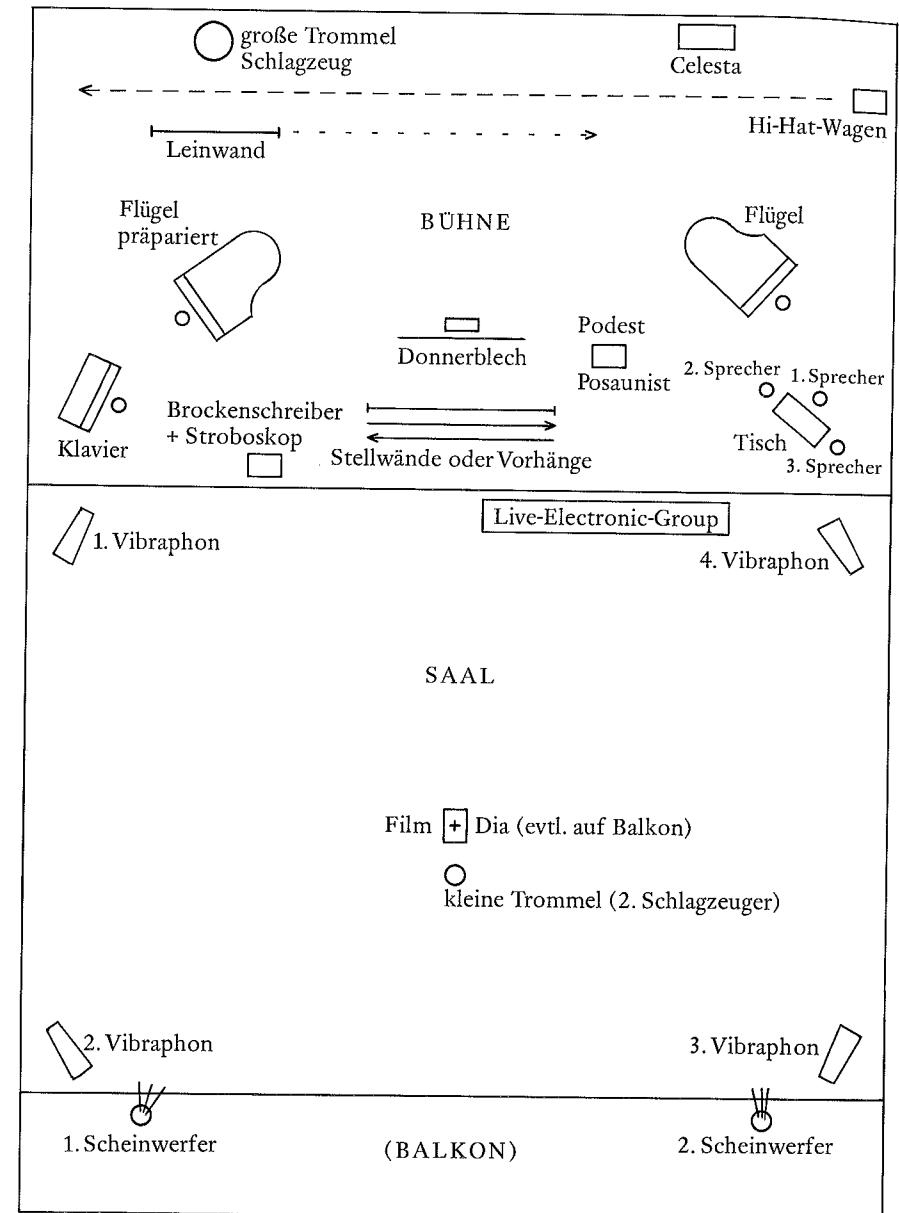 große Trommel
Schlagzeug
Celesta
Hi-Hat-Wagen
Leinwand
Flügel
präpariert
BÜHNE
Flügel
Donnerblech
Podest
Posaunist
2. Sprecher
1. Sprecher
Tisch
3. Sprecher
Klavier
Brockenschreiber
+ Stroboskop
Stellwände oder Vorhänge
Live-Electronic-Group
1. Vibraphon
4. Vibraphon
SAAL
Film + Dia (evtl. auf Balkon)
kleine Trommel (2. Schlagzeuger)
2. Vibraphon
3. Vibraphon
1. Scheinwerfer
(BALKON)
2. Scheinwerfer